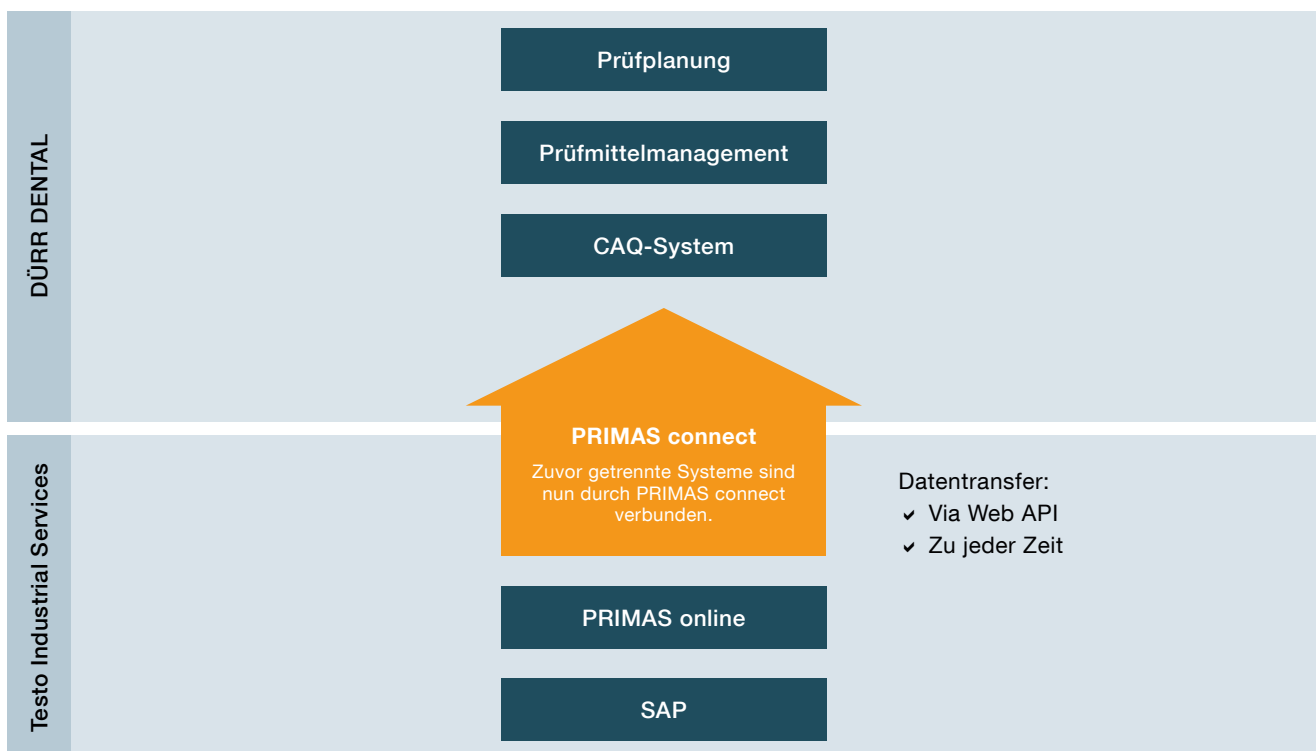 DÜRR DENTAL
Prüfplanung
Prüfmittelmanagement
CAQ-System
PRIMAS connect
Zuvor getrennte Systeme sind
nun durch PRIMAS connect
verbunden.
Testo Industrial Services
Datentransfer:
✓ Via Web API
✓ Zu jeder Zeit
PRIMAS online
SAP